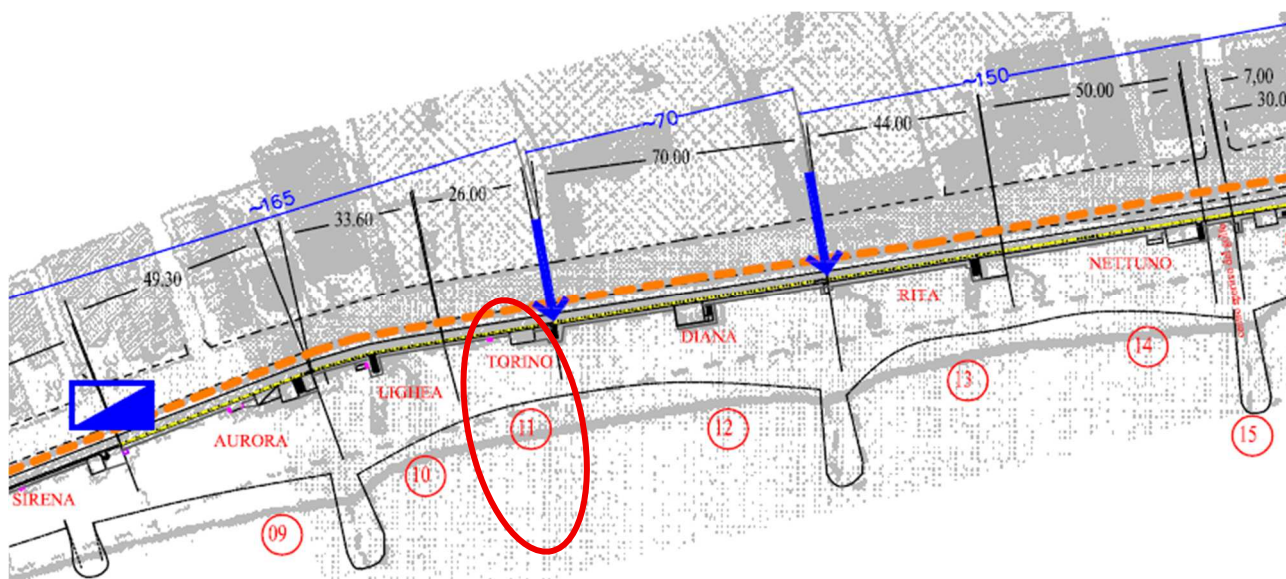 ~150
7,00
~70
50.00
30.0
44.00
70.00
~165
26.00
33.60
49.30
NETTUNO
RITA
DIANA
TORINO
LIGHEA
AURORA
SIRENA
14
13
15
12
11
10
09